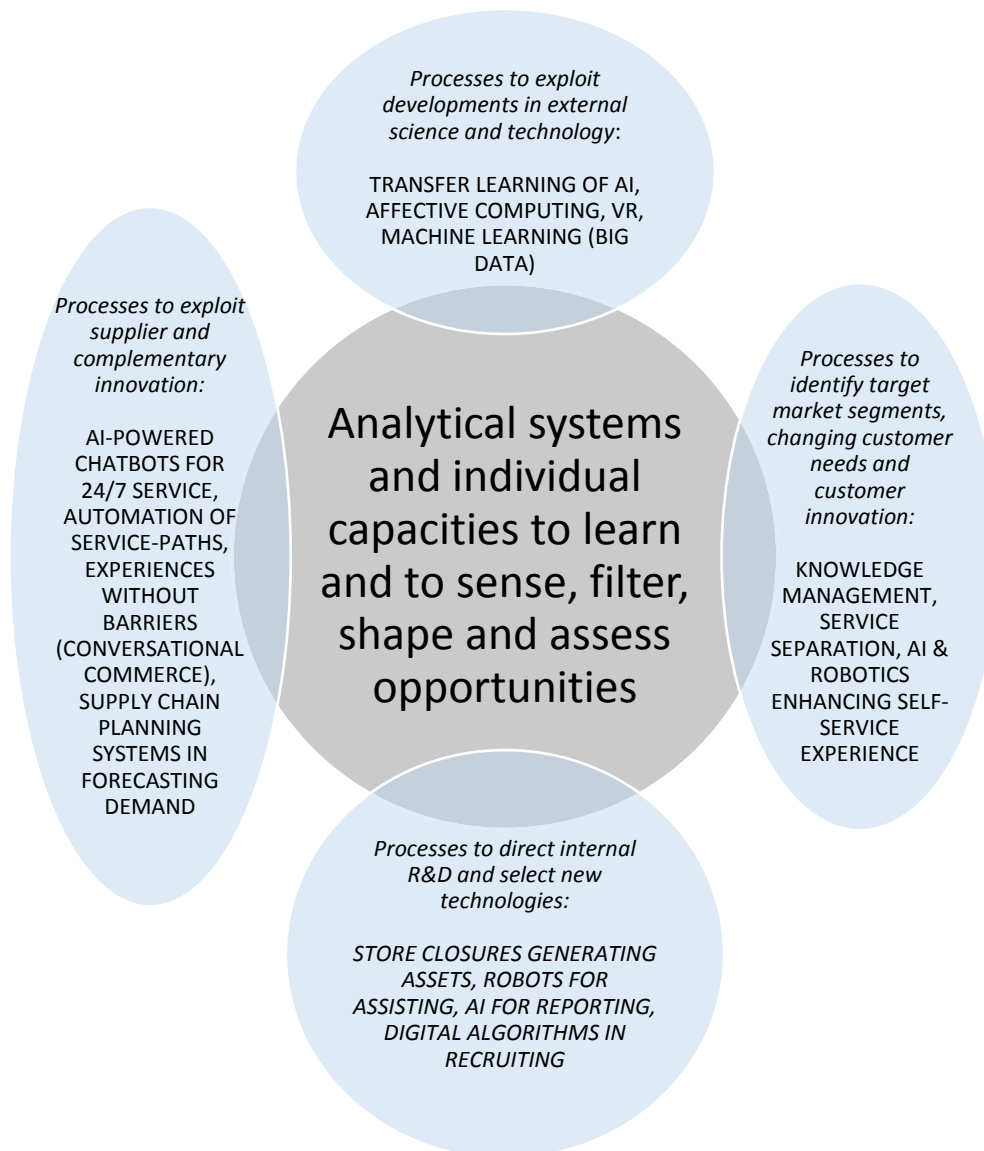 Processes to exploit
developments in external
science and technology:
TRANSFER LEARNING OF AI,
AFFECTIVE COMPUTING, VR,
MACHINE LEARNING (BIG
DATA)
Processes to exploit
supplier and
complementary
innovation:
AI-POWERED
CHATBOTS FOR
24/7 SERVICE,
AUTOMATION OF
SERVICE-PATHS,
EXPERIENCES
WITHOUT
BARRIERS
(CONVERSATIONAL
COMMERCE),
SUPPLY CHAIN
PLANNING
SYSTEMS IN
FORECASTING
DEMAND
Analytical systems
and individual
capacities to learn
and to sense, filter,
shape and assess
opportunities
Processes to
identify target
market segments,
changing customer
needs and
customer
innovation:
KNOWLEDGE
MANAGEMENT,
SERVICE
SEPARATION, AI &
ROBOTICS
ENHANCING SELF-
SERVICE
EXPERIENCE
Processes to direct internal
R&D and select new
technologies:
STORE CLOSURES GENERATING
ASSETS, ROBOTS FOR
ASSISTING, AI FOR REPORTING,
DIGITAL ALGORITHMS IN
RECRUITING